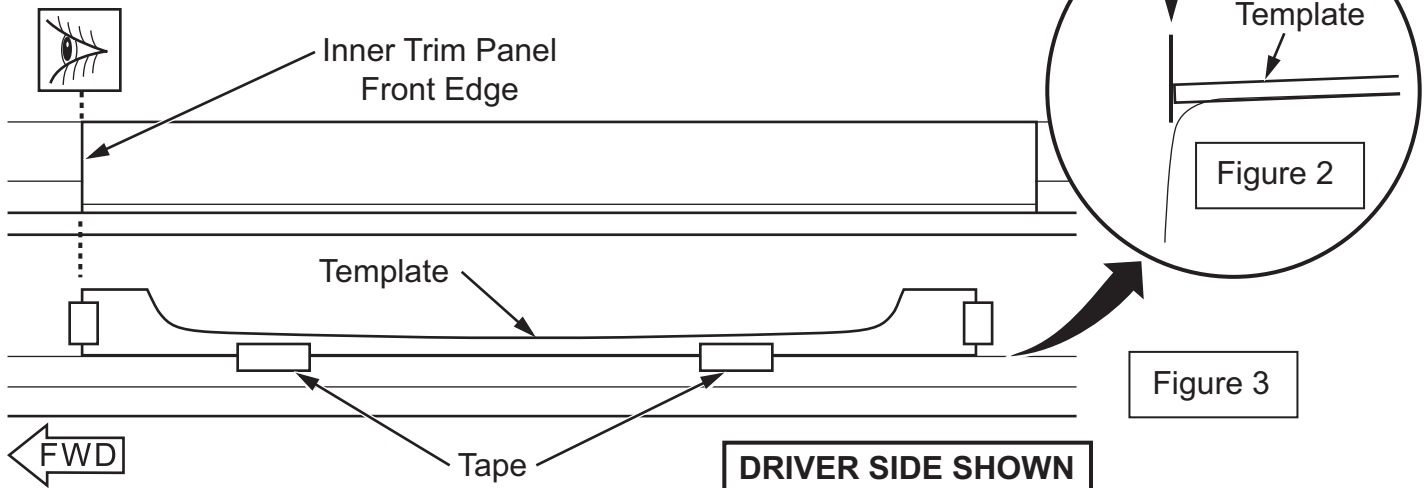 Template
Inner Trim Panel
Front Edge
Figure 2
Template
Figure 3
FWD
Tape
DRIVER SIDE SHOWN